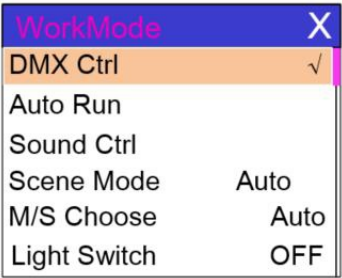 WorkMode X
DMX Ctrl √
Auto Run
Sound Ctrl
Scene Mode Auto
M/S Choose Auto
Light Switch OFF